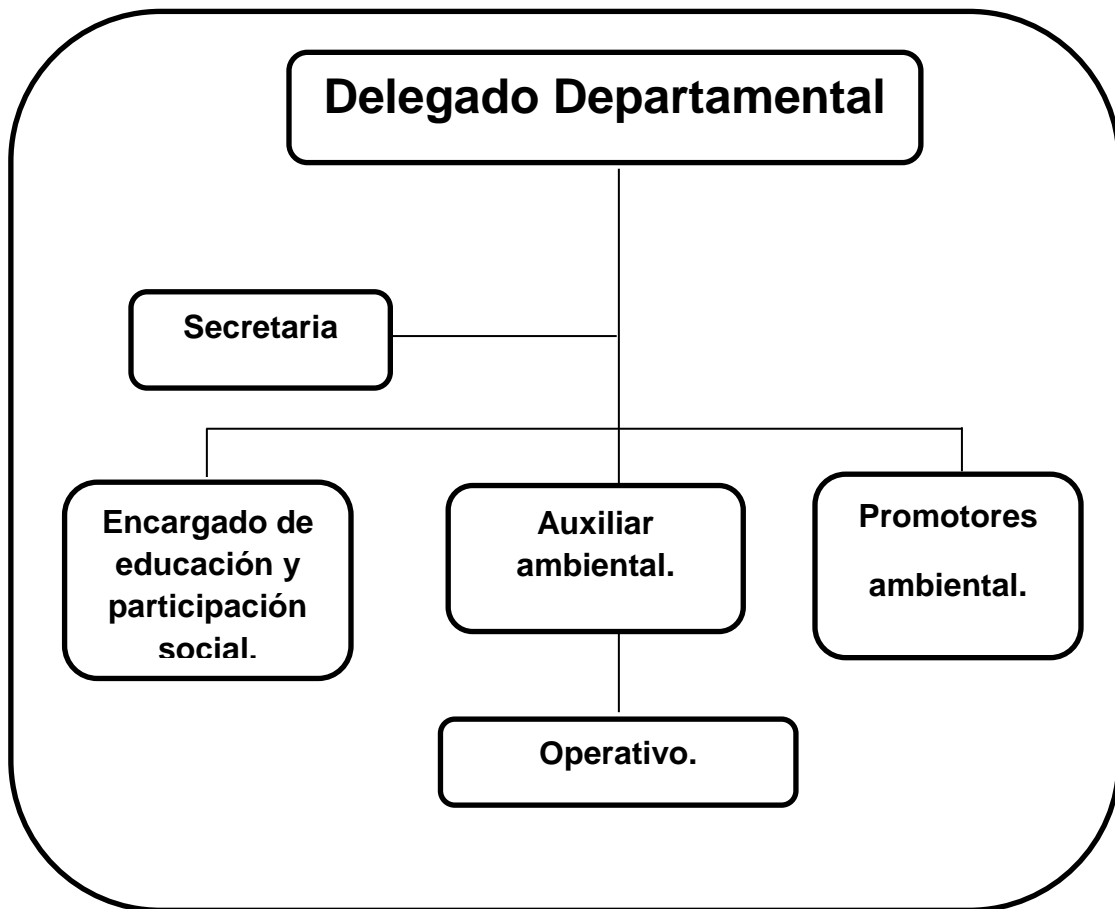 Delegado Departamental
Secretaria
Encargado de
educación y
participación
social.
Auxiliar
ambiental.
Promotores
ambiental.
Operativo.